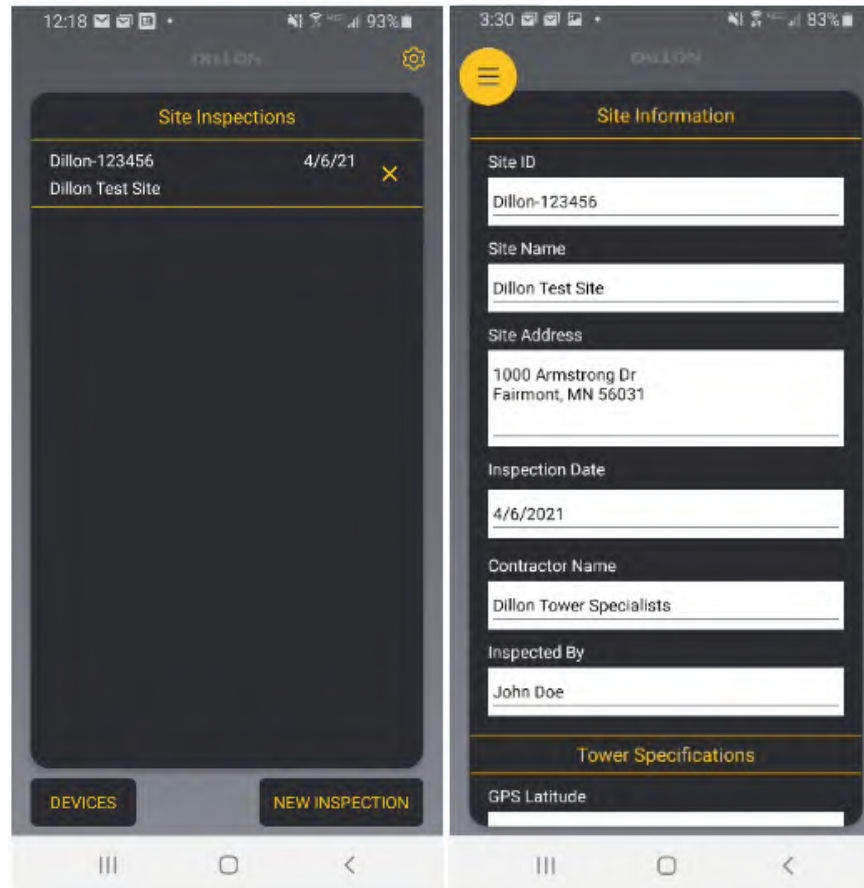 12:18
93%
DILLON
Site Inspections
Dillon-123456 4/6/21
Dillon Test Site
DEVICES
NEW INSPECTION
3:30
83%
DILLON
Site Information
Site ID
Dillon-123456
Site Name
Dillon Test Site
Site Address
1000 Armstrong Dr
Fairmont, MN 56031
Inspection Date
4/6/2021
Contractor Name
Dillon Tower Specialists
Inspected By
John Doe
Tower Specifications
GPS Latitude